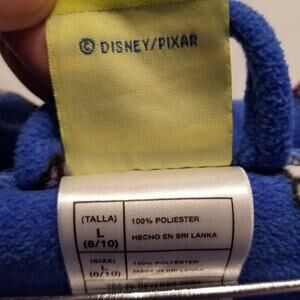 © DISNEY/PIXAR
(TALLA) 100% POLIESTER
L
(8/10) HECHO EN SRI LANKA
(SIZE) 100% POLYESTER
L
(8/10) MADE IN SRI LANKA